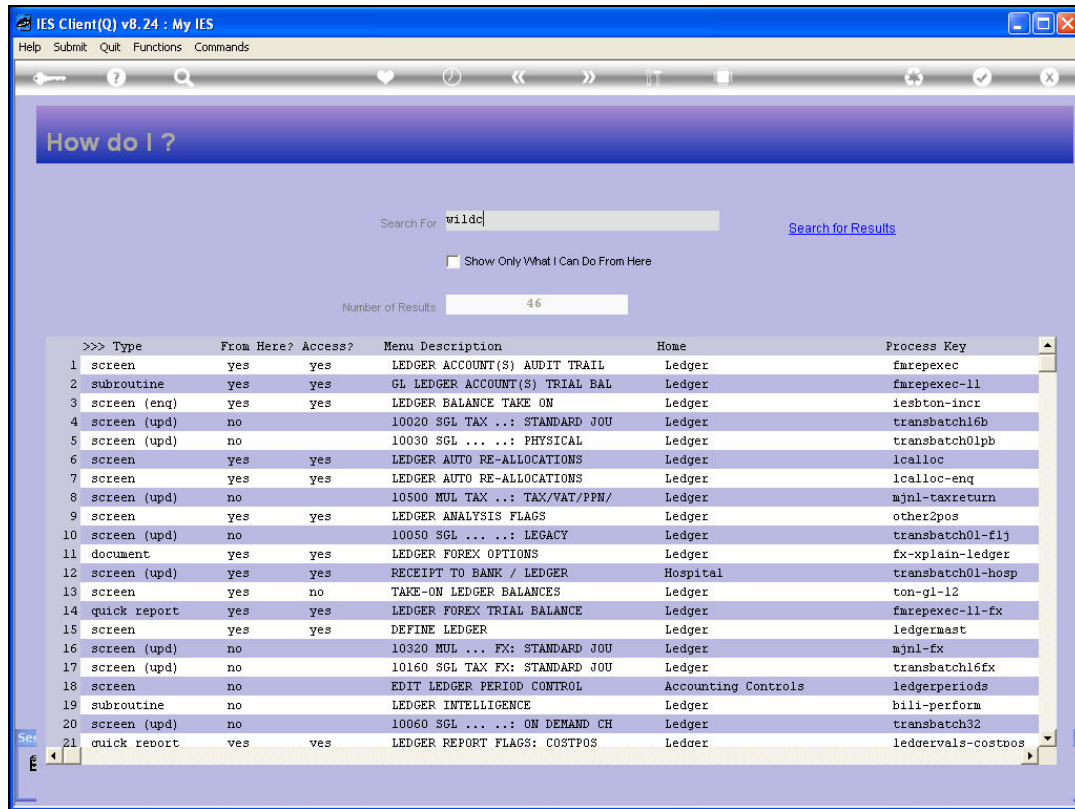 IES Client(Q) v8.24 : My IES
Help Submit Quit Functions Commands
How do I ?
Search For wildc
Search for Results
Show Only What I Can Do From Here
Number of Results 46
>>> Type From Here? Access? Menu Description Home Process Key
1 screen yes yes LEDGER ACCOUNT(S) AUDIT TRAIL Ledger fmrepexec
2 subroutine yes yes GL LEDGER ACCOUNT(S) TRIAL BAL Ledger fmrepexec-ll
3 screen (enq) yes yes LEDGER BALANCE TAKE ON Ledger iesbton-incr
4 screen (upd) no 10020 SGL TAX ..: STANDARD JOU Ledger transbatch16b
5 screen (upd) no 10030 SGL ... ..: PHYSICAL Ledger transbatch01pb
6 screen yes yes LEDGER AUTO RE-ALLOCATIONS Ledger lcalloc
7 screen yes yes LEDGER AUTO RE-ALLOCATIONS Ledger lcalloc-enq
8 screen (upd) no 10500 MUL TAX ..: TAX/VAT/PPN/ Ledger mjnl-taxreturn
9 screen yes yes LEDGER ANALYSIS FLAGS Ledger other2pos
10 screen (upd) no 10050 SGL ... ..: LEGACY Ledger transbatch01-flj
11 document yes yes LEDGER FOREX OPTIONS Ledger fx-xplain-ledger
12 screen (upd) yes yes RECEIPT TO BANK / LEDGER Hospital transbatch01-hosp
13 screen yes no TAKE-ON LEDGER BALANCES Ledger ton-gl-12
14 quick report yes yes LEDGER FOREX TRIAL BALANCE Ledger fmrepexec-ll-fx
15 screen yes yes DEFINE LEDGER Ledger ledgermast
16 screen (upd) no 10320 MUL ... FX: STANDARD JOU Ledger mjnl-fx
17 screen (upd) no 10160 SGL TAX FX: STANDARD JOU Ledger transbatch16fx
18 screen no EDIT LEDGER PERIOD CONTROL Accounting Controls ledgerperiods
19 subroutine no LEDGER INTELLIGENCE Ledger bili-perform
20 screen (upd) no 10060 SGL ... ..: ON DEMAND CH Ledger transbatch32
21 quick report yes yes LEDGER REPORT FLAGS: COSTPOS Ledger ledgervals-costpos
Ses